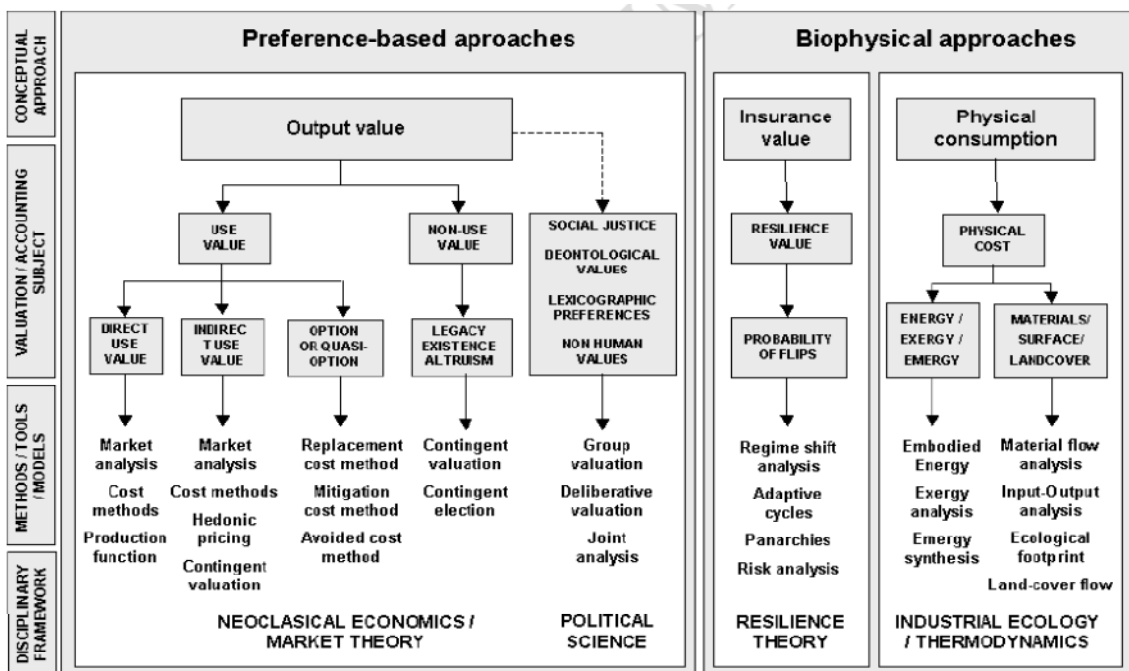 CONCEPTUAL
APPROACH
VALUATION / ACCOUNTING
SUBJECT
METHODS / TOOLS
/ MODELS
DISCIPLINARY
FRAMEWORK
Preference-based aproaches
Output value
USE
VALUE
NON-USE
VALUE
SOCIAL JUSTICE
DEONTOLOGICAL
VALUES
LEXICOGRAPHIC
PREFERENCES
NON HUMAN
VALUES
DIRECT
USE
VALUE
INDIREC
T USE
VALUE
OPTION
OR QUASI-
OPTION
LEGACY
EXISTENCE
ALTRUISM
Market
analysis
Cost
methods
Production
function
Market
analysis
Cost methods
Hedonic
pricing
Contingent
valuation
Replacement
cost method
Mitigation
cost method
Avoided cost
method
Contingent
valuation
Contingent
election
Group
valuation
Deliberative
valuation
Joint
analysis
NEOCLASICAL ECONOMICS /
MARKET THEORY
POLITICAL
SCIENCE
Biophysical approaches
Insurance
value
RESILIENCE
VALUE
PROBABILITY
OF FLIPS
Regime shift
analysis
Adaptive
cycles
Panarchies
Risk analysis
RESILIENCE
THEORY
Physical
consumption
PHYSICAL
COST
ENERGY /
EXERGY /
EMERGY
MATERIALS/
SURFACE/
LANDCOVER
Embodied
Energy
Exergy
analysis
Emergy
synthesis
Material flow
analysis
Input-Output
analysis
Ecological
footprint
Land-cover flow
INDUSTRIAL ECOLOGY
/ THERMODYNAMICS